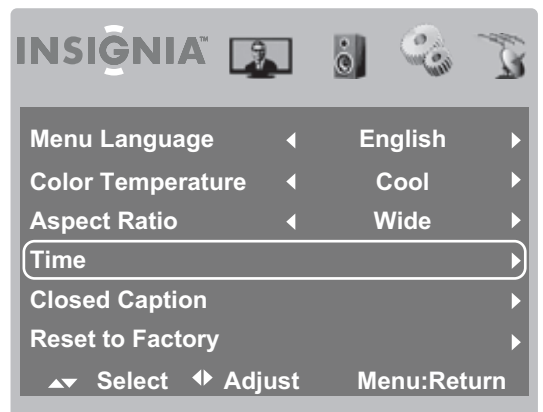 INSIGNIA™
Menu Language English
Color Temperature Cool
Aspect Ratio Wide
Time
Closed Caption
Reset to Factory
Select Adjust Menu:Return